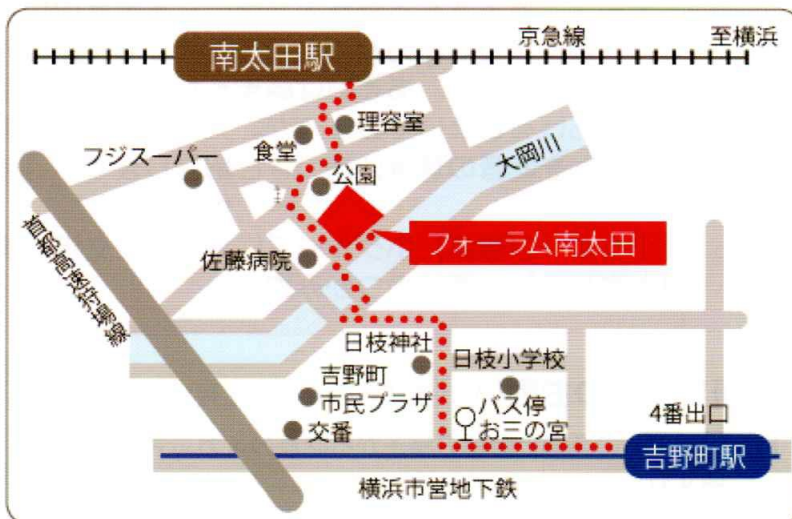 南太田駅
京急線
至横浜
理容室
食堂
フジスーパー
公園
大岡川
フォーラム南太田
佐藤病院
首都高速狩場線
日枝神社
日枝小学校
吉野町
市民プラザ
バス停
お三の宮
交番
4番出口
吉野町駅
横浜市営地下鉄